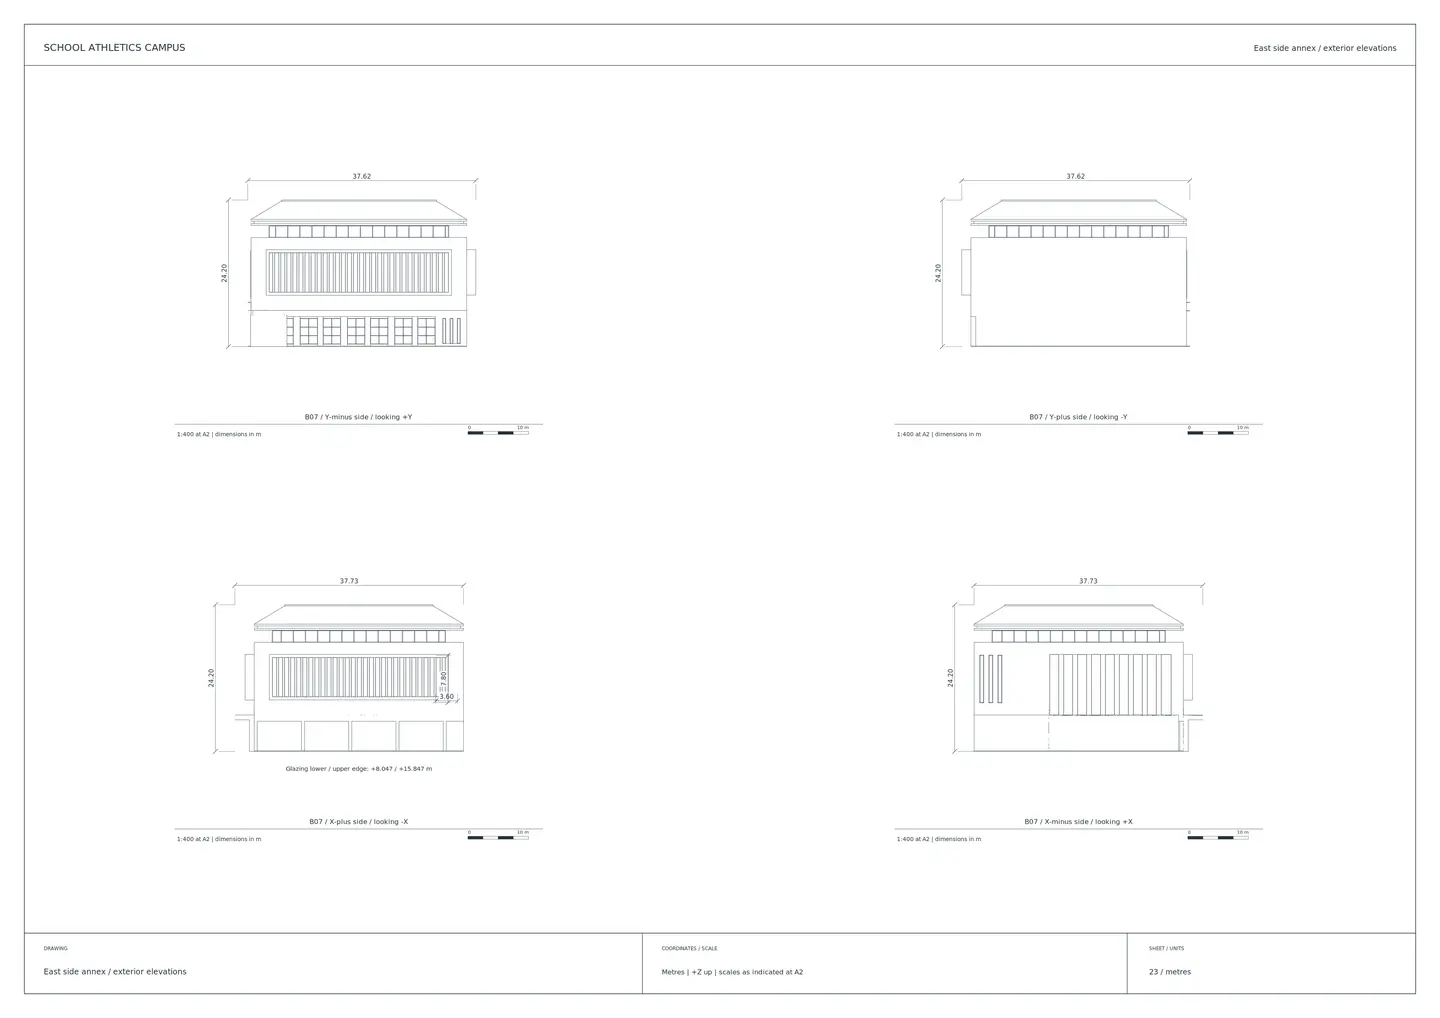 SCHOOL ATHLETICS CAMPUS
East side annex / exterior elevations
37.62
24.20
B07 / Y-minus side / looking +Y
1:400 at A2 | dimensions in m
0 10 m
37.62
24.20
B07 / Y-plus side / looking -Y
1:400 at A2 | dimensions in m
0 10 m
37.73
24.20
7.80
3.60
Glazing lower / upper edge: +8.047 / +15.847 m
B07 / X-plus side / looking -X
1:400 at A2 | dimensions in m
0 10 m
37.73
24.20
B07 / X-minus side / looking +X
1:400 at A2 | dimensions in m
0 10 m
DRAWING
East side annex / exterior elevations
COORDINATES / SCALE
Metres | +Z up | scales as indicated at A2
SHEET / UNITS
23 / metres